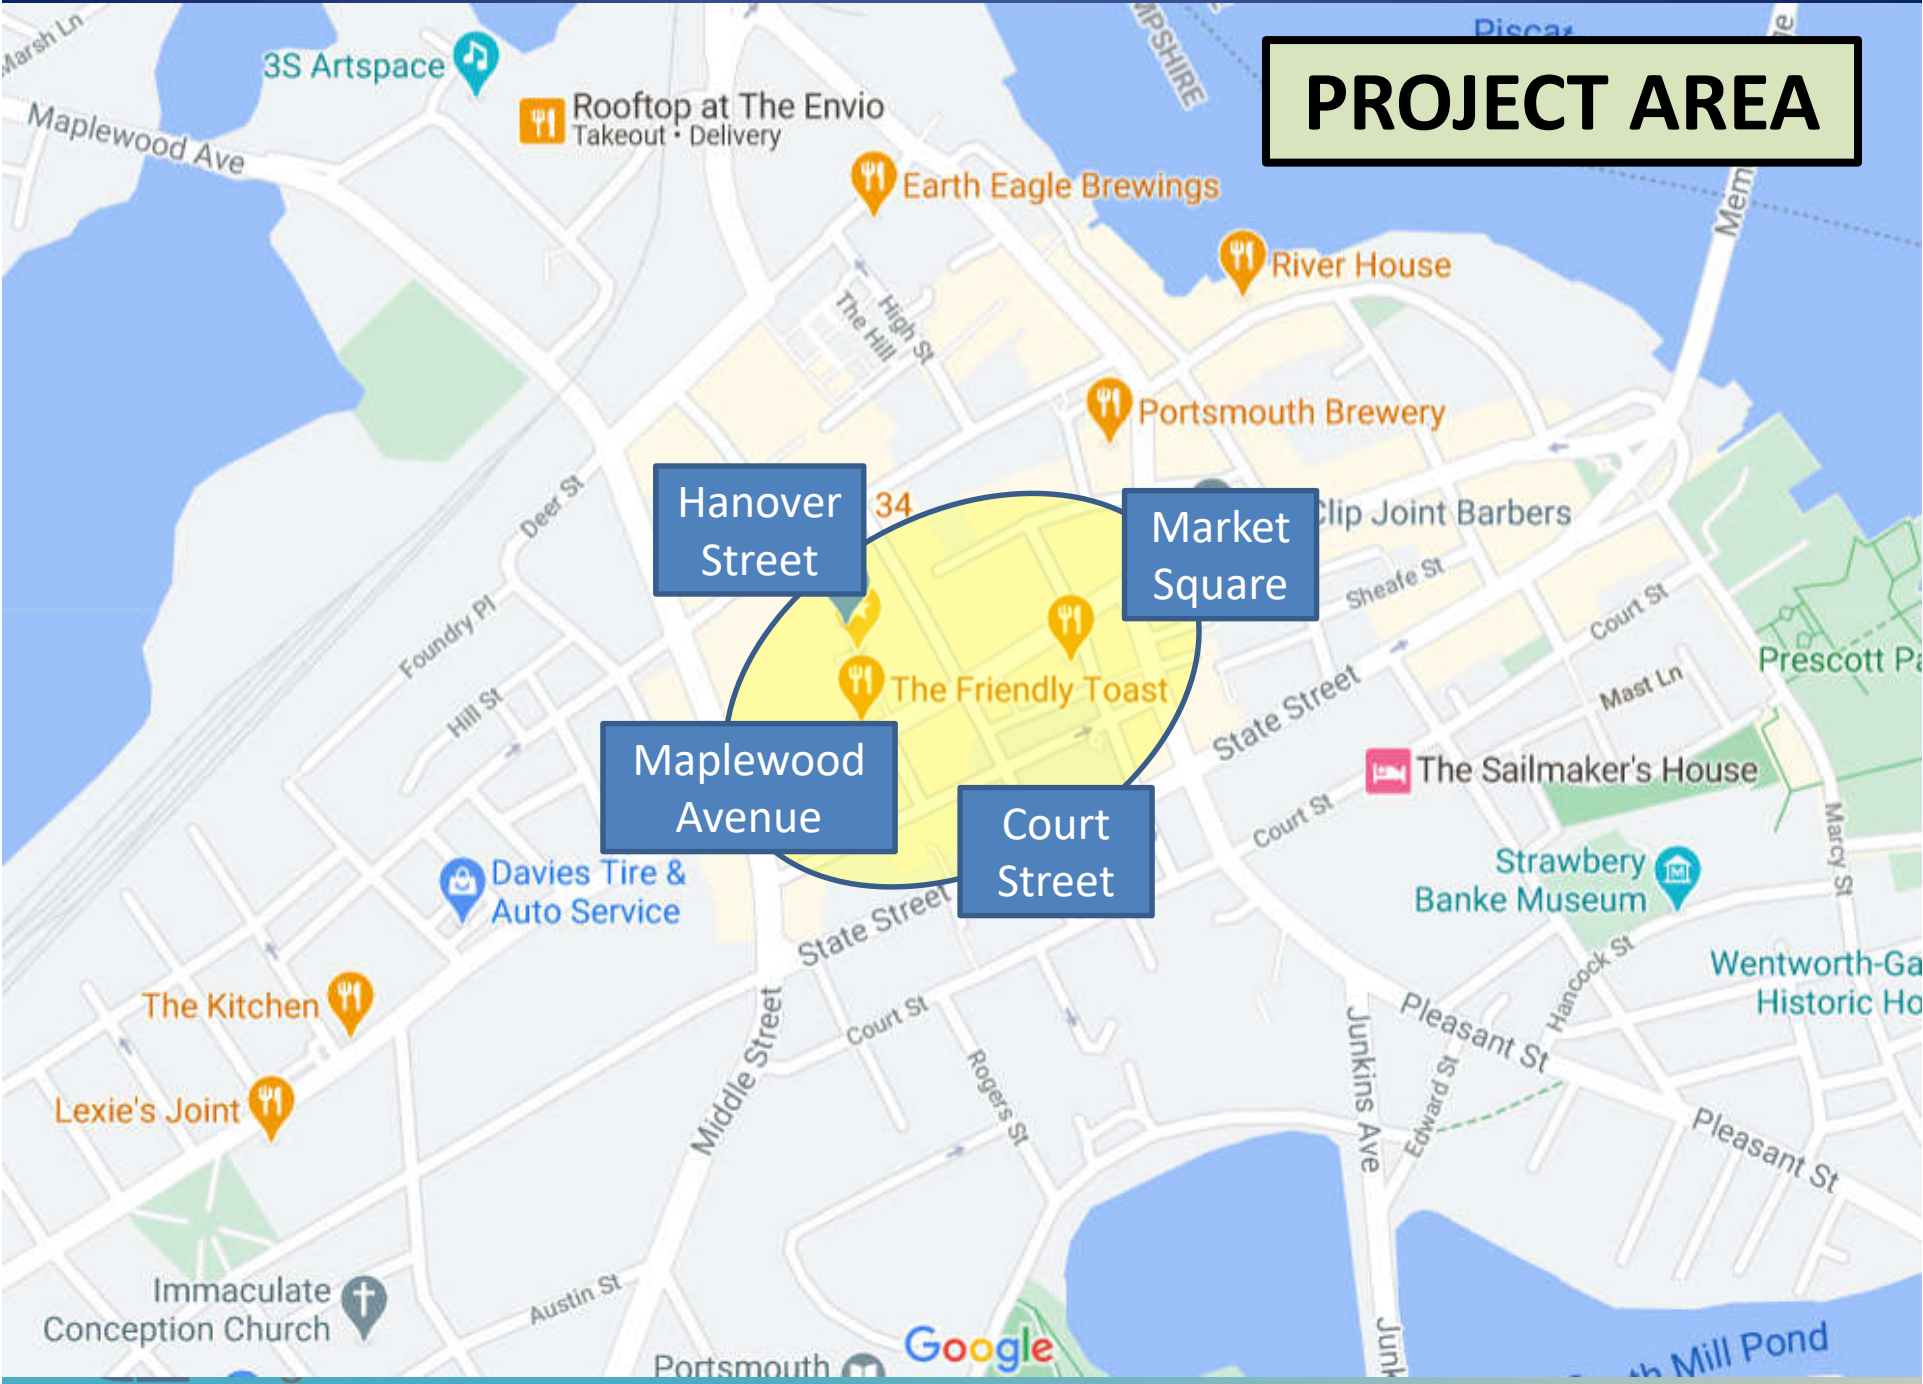 Marsh Ln
3S Artspace
Rooftop at The Envio
Takeout • Delivery
PROJECT AREA
Maplewood Ave
Earth Eagle Brewings
River House
High St
The Hill
Portsmouth Brewery
Hanover
Street
34
Market
Square
Clip Joint Barbers
Deer St
Sheafe St
Court St
Foundry Pl
The Friendly Toast
Prescott Pa
Mast Ln
Hill St
State Street
Maplewood
Avenue
The Sailmaker's House
Court
Street
Court St
Marcy St
Davies Tire &
Auto Service
Strawbery
Banke Museum
State Street
Hancock St
Wentworth-Ga
Historic Ho
The Kitchen
Court St
Middle Street
Rogers St
Junkins Ave
Pleasant St
Edward St
Lexie's Joint
Pleasant St
Immaculate
Conception Church
Austin St
Google
Portsmouth
Junk
Mill Pond